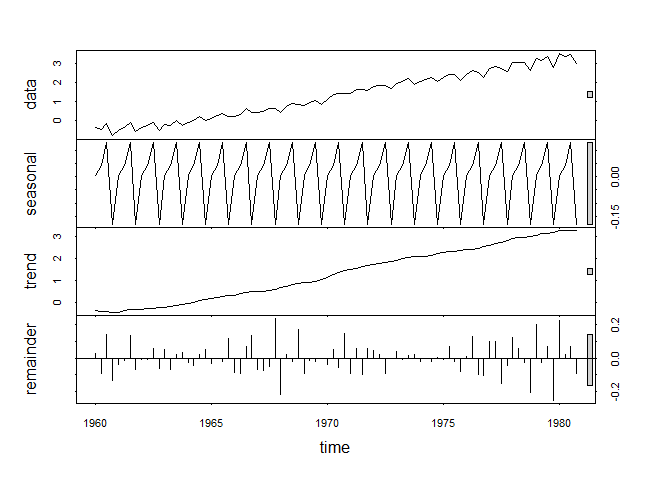 data
0 1 2 3
seasonal
-0.15 0.00
trend
0 1 2 3
remainder
-0.2 0.0 0.2
1960 1965 1970 1975 1980
time